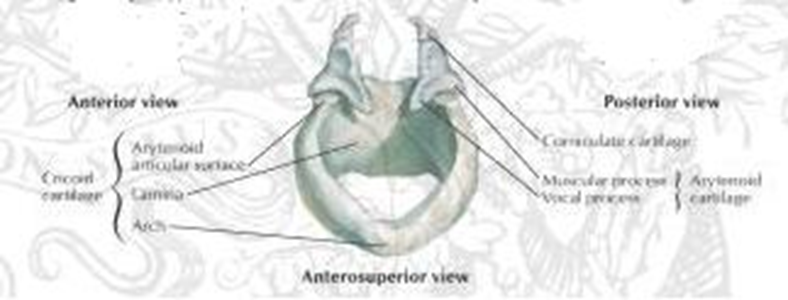 Anterior view
Posterior view
Arytenoid
articular surface
Cricoid
cartilage
Lamina
Arch
Corniculate cartilage
Muscular process
Vocal process
Arytenoid
cartilage
Anterosuperior view